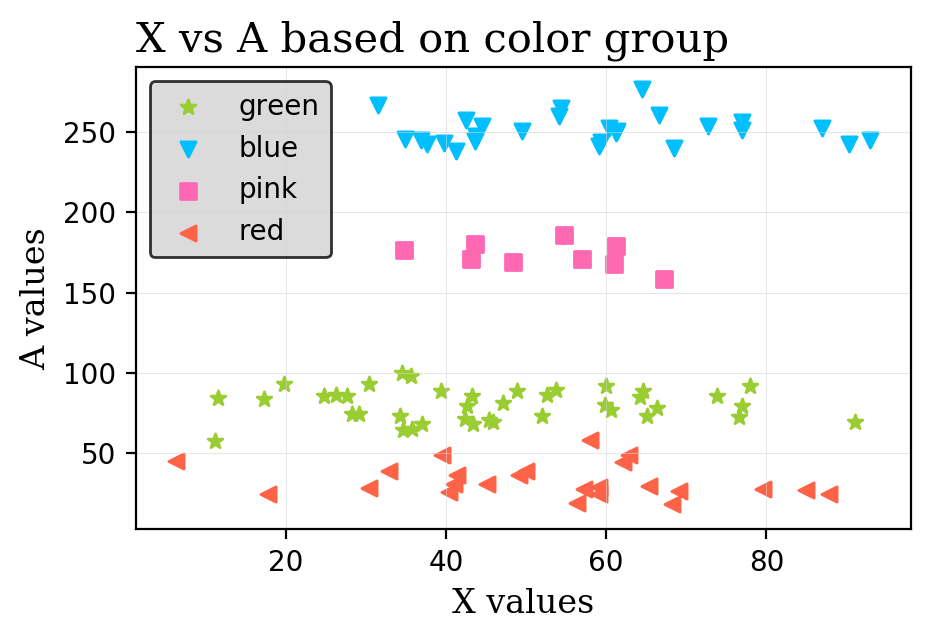 X vs A based on color group
green
blue
pink
red
250
200
150
100
50
A values
20 40 60 80
X values